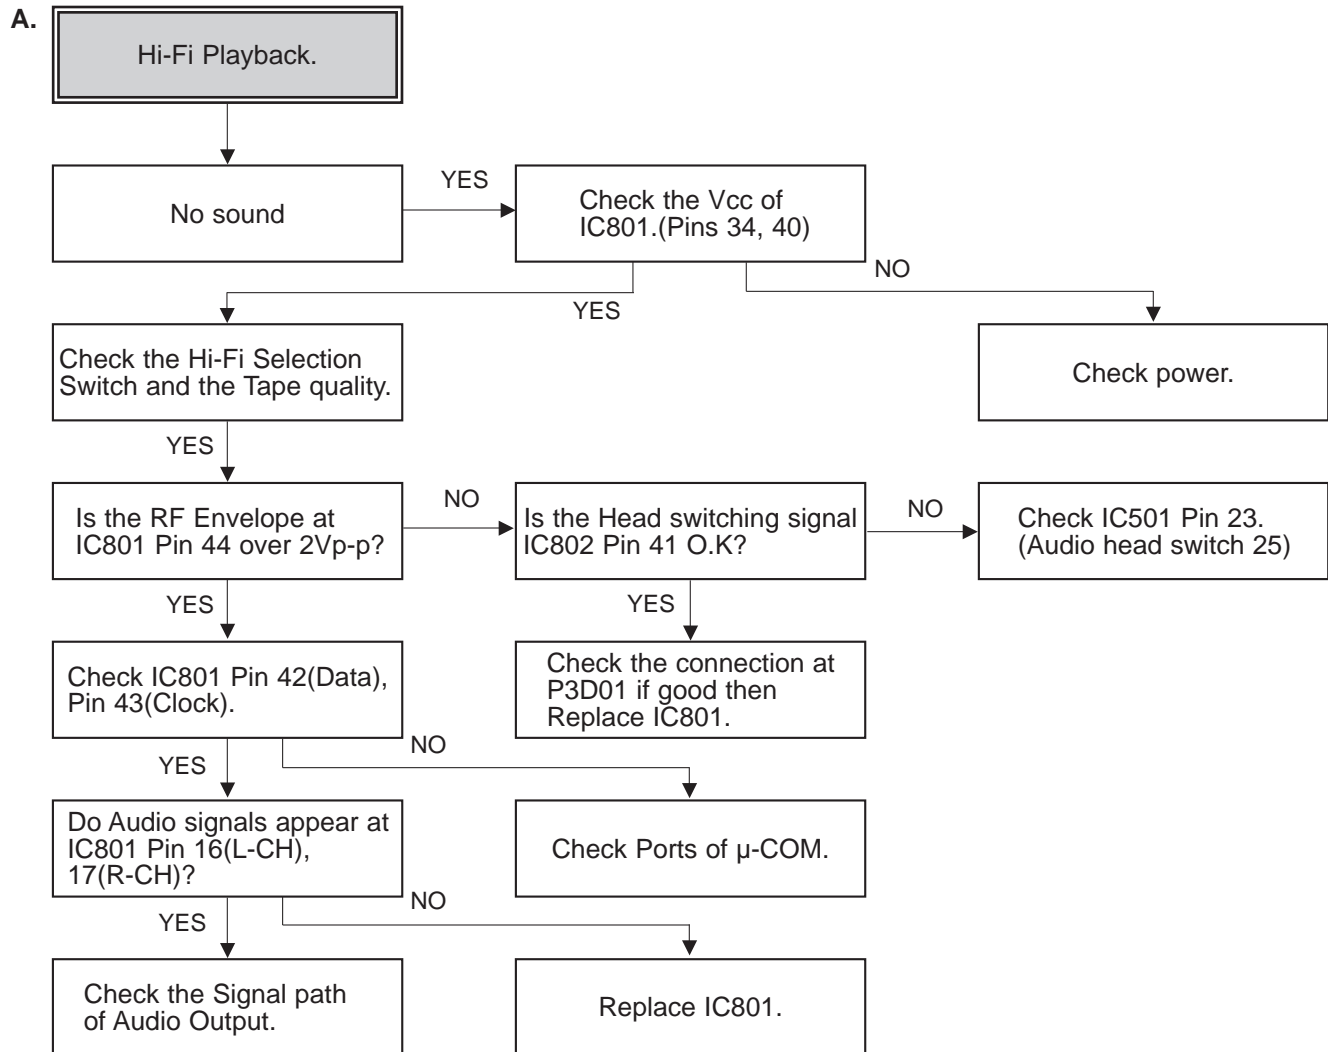 A.
Hi-Fi Playback.
No sound
YES
Check the Vcc of
IC801.(Pins 34, 40)
NO
YES
Check the Hi-Fi Selection
Switch and the Tape quality.
Check power.
YES
Is the RF Envelope at
IC801 Pin 44 over 2Vp-p?
NO
Is the Head switching signal
IC802 Pin 41 O.K?
NO
Check IC501 Pin 23.
(Audio head switch 25)
YES
YES
Check IC801 Pin 42(Data),
Pin 43(Clock).
Check the connection at
P3D01 if good then
Replace IC801.
NO
YES
Do Audio signals appear at
IC801 Pin 16(L-CH),
17(R-CH)?
Check Ports of µ-COM.
NO
YES
Check the Signal path
of Audio Output.
Replace IC801.